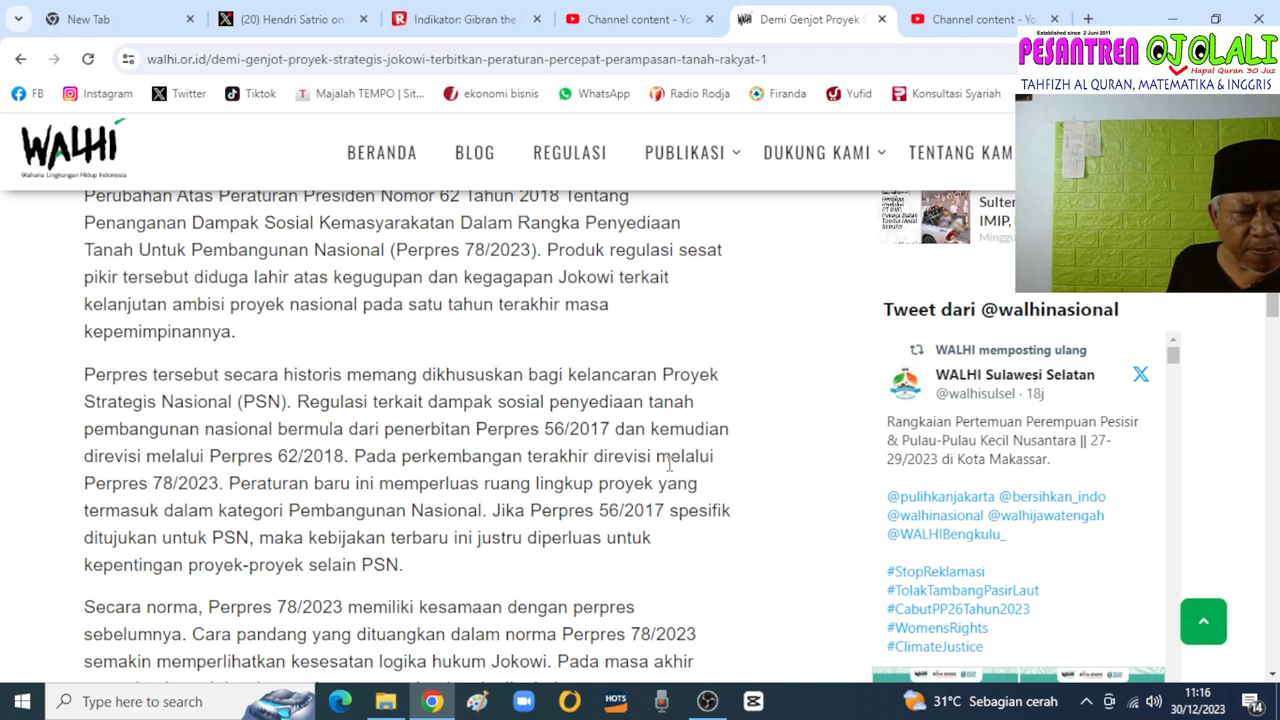 New Tab
(20) Hendri Satrio on
Indikator: Gibran the
Channel content - Yo
Demi Genjot Proyek S
Channel content - Yo
Established since 2 Juni 2011
PESANTREN OJOLALI
Hapal Quran 30 Juz
TAHFIZH AL QURAN, MATEMATIKA & INGGRIS
walhi.or.id/demi-genjot-proyek-strategis-jokowi-terbitkan-peraturan-percepat-perampasan-tanah-rakyat-1
FB
Instagram
Twitter
Tiktok
Majalah TEMPO | Sit...
Ekonomi bisnis
WhatsApp
Radio Rodja
Firanda
Yufid
Konsultasi Syariah
WALHI
Wahana Lingkungan Hidup Indonesia
BERANDA
BLOG
REGULASI
PUBLIKASI
DUKUNG KAMI
TENTANG KAM
Perubahan Atas Peraturan Presiden Nomor 62 Tahun 2018 Tentang
Penanganan Dampak Sosial Kemasyarakatan Dalam Rangka Penyediaan
Tanah Untuk Pembangunan Nasional (Perpres 78/2023). Produk regulasi sesat
pikir tersebut diduga lahir atas kegugupan dan kegagapan Jokowi terkait
kelanjutan ambisi proyek nasional pada satu tahun terakhir masa
kepemimpinannya.
Perpres tersebut secara historis memang dikhususkan bagi kelancaran Proyek
Strategis Nasional (PSN). Regulasi terkait dampak sosial penyediaan tanah
pembangunan nasional bermula dari penerbitan Perpres 56/2017 dan kemudian
direvisi melalui Perpres 62/2018. Pada perkembangan terakhir direvisi melalui
Perpres 78/2023. Peraturan baru ini memperluas ruang lingkup proyek yang
termasuk dalam kategori Pembangunan Nasional. Jika Perpres 56/2017 spesifik
ditujukan untuk PSN, maka kebijakan terbaru ini justru diperluas untuk
kepentingan proyek-proyek selain PSN.
Secara norma, Perpres 78/2023 memiliki kesamaan dengan perpres
sebelumnya. Cara pandang yang dituangkan dalam norma Perpres 78/2023
semakin memperlihatkan kesesatan logika hukum Jokowi. Pada masa akhir
Sulten
IMIP,
Minggu
Tweet dari @walhinasional
WALHI memposting ulang
WALHI Sulawesi Selatan
@walhisulsel · 18j
Rangkaian Pertemuan Perempuan Pesisir
& Pulau-Pulau Kecil Nusantara || 27-
29/2023 di Kota Makassar.
@pulihkanjakarta @bersihkan_indo
@walhinasional @walhijawatengah
@WALHIBengkulu_
#StopReklamasi
#TolakTambangPasirLaut
#CabutPP26Tahun2023
#WomensRights
#ClimateJustice
Type here to search
31°C Sebagian cerah
11:16
30/12/2023
14